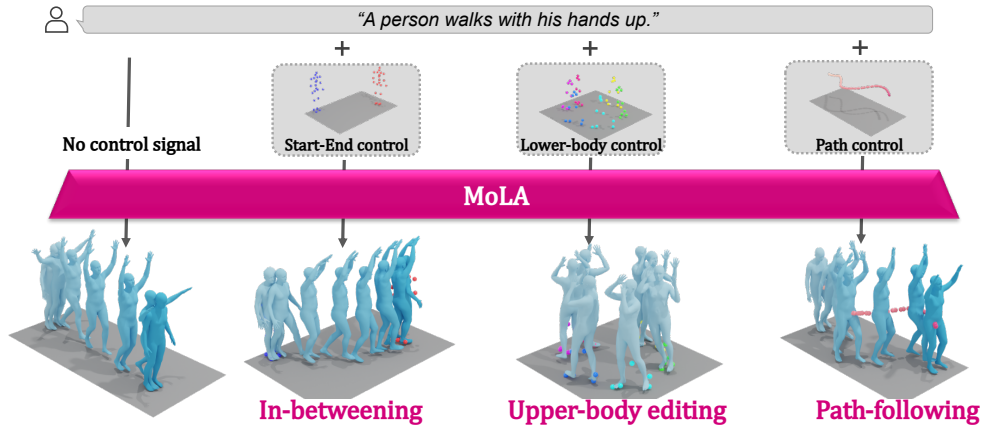 “A person walks with his hands up.”
+ + +
No control signal
Start-End control
Lower-body control
Path control
MoLA
In-betweening
Upper-body editing
Path-following